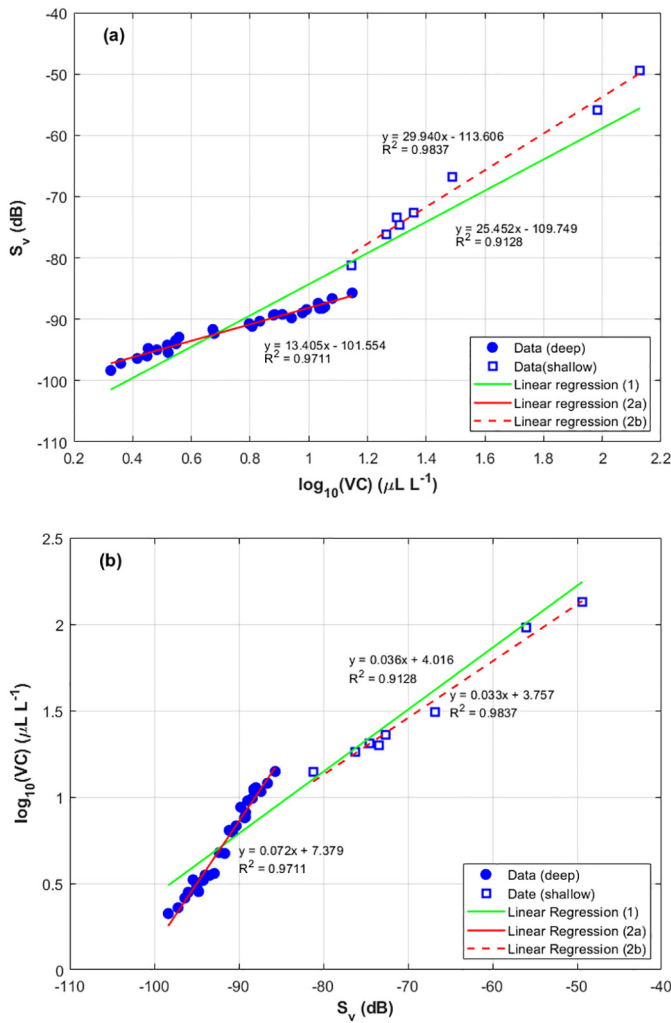 (a)
-40
-50
-60
-70
-80
-90
-100
-110
S_v (dB)
y = 29.940x - 113.606
R² = 0.9837
y = 25.452x - 109.749
R² = 0.9128
y = 13.405x - 101.554
R² = 0.9711
Data (deep)
Data(shallow)
Linear regression (1)
Linear regression (2a)
Linear regression (2b)
0.2 0.4 0.6 0.8 1 1.2 1.4 1.6 1.8 2 2.2
log₁₀(VC) (μL L⁻¹)
(b)
2.5
2
1.5
1
0.5
0
log₁₀(VC) (μL L⁻¹)
y = 0.036x + 4.016
R² = 0.9128
y = 0.033x + 3.757
R² = 0.9837
y = 0.072x + 7.379
R² = 0.9711
Data (deep)
Date (shallow)
Linear Regression (1)
Linear Regression (2a)
Linear Regression (2b)
-110 -100 -90 -80 -70 -60 -50 -40
S_v (dB)